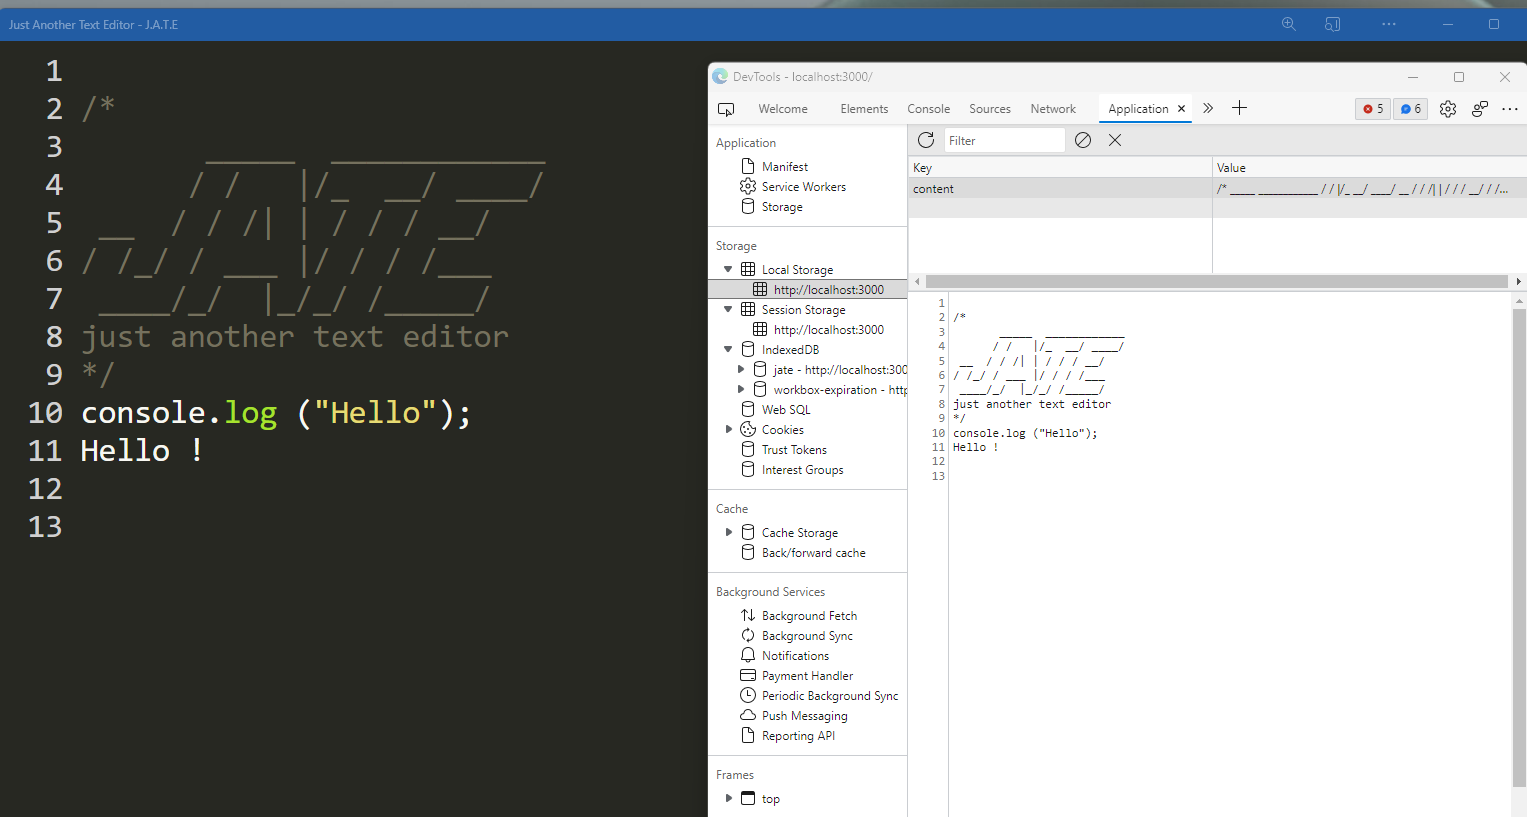 Just Another Text Editor - J.A.T.E
1
2 /*
3       _____  ____________
4      / /   |/_  __/ ____/
5  __  / / /| | / / / __/
6 / /_/ / ___ |/ / / /___
7  ____/_/  |_/_/ /_____/
8 just another text editor
9 */
10 console.log ("Hello");
11 Hello !
12
13
DevTools - localhost:3000/
Welcome Elements Console Sources Network Application 5 6
Application
Manifest
Service Workers
Storage
Storage
Local Storage
http://localhost:3000
Session Storage
http://localhost:3000
IndexedDB
jate - http://localhost:300
workbox-expiration - http
Web SQL
Cookies
Trust Tokens
Interest Groups
Cache
Cache Storage
Back/forward cache
Background Services
Background Fetch
Background Sync
Notifications
Payment Handler
Periodic Background Sync
Push Messaging
Reporting API
Frames
top
Filter
Key Value
content /* _____ ____________ / / |/_ __/ ____/ __ / / /| | / / / __/ / /...
1
2 /*
3       _____  ____________
4      / /   |/_  __/ ____/
5  __  / / /| | / / / __/
6 / /_/ / ___ |/ / / /___
7  ____/_/  |_/_/ /_____/
8 just another text editor
9 */
10 console.log ("Hello");
11 Hello !
12
13